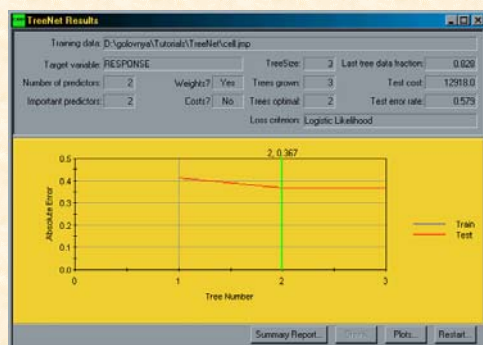 TreeNet Results
Training data: D:\golovnya\Tutorials\TreeNet\cell.jmp
Target variable: RESPONSE TreeSize: 3 Last tree data fraction: 0.828
Number of predictors: 2 Weights? Yes Trees grown: 3 Test cost: 12918.0
Important predictors: 2 Costs? No Trees optimal: 2 Test error rate: 0.579
Loss criterion: Logistic Likelihood
2, 0.367
0.5
0.4
0.3
0.2
0.1
0.0
Absolute Error
0 1 2 3
Tree Number
Train
Test
Summary Report... Plots... Restart...